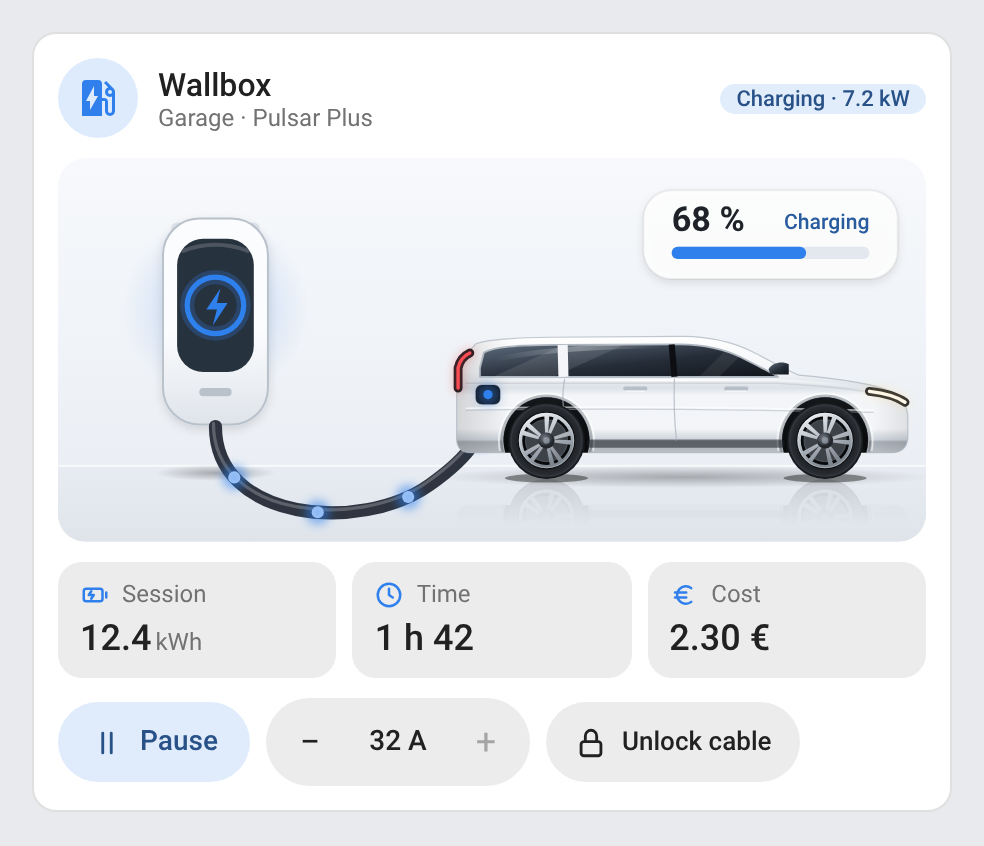 Wallbox
Garage · Pulsar Plus
Charging · 7.2 kW
68 %
Charging
Session
12.4 kWh
Time
1 h 42
Cost
2.30 €
Pause
− 32 A +
Unlock cable